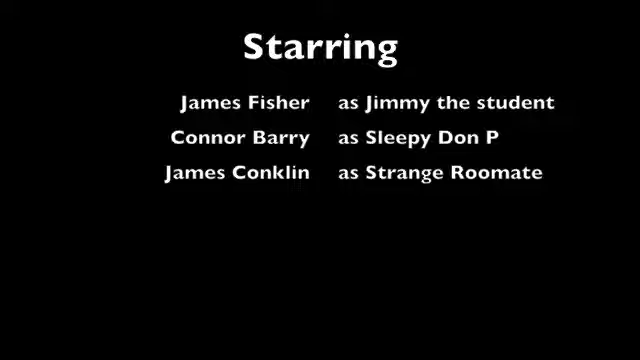 Starring
James Fisher as Jimmy the student
Connor Barry as Sleepy Don P
James Conklin as Strange Roomate